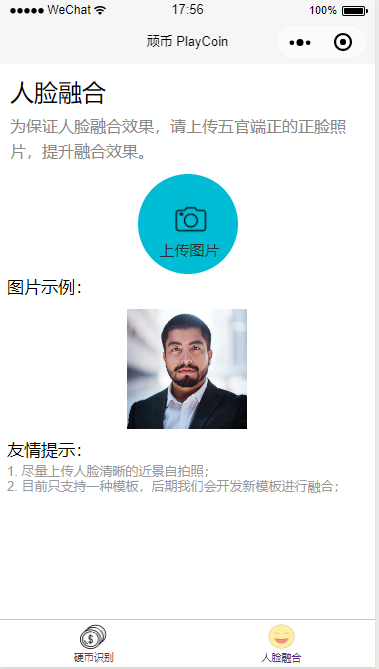 WeChat 17:56 100%
顽币 PlayCoin
人脸融合
为保证人脸融合效果，请上传五官端正的正脸照
片，提升融合效果。
上传图片
图片示例：
友情提示：
1. 尽量上传人脸清晰的近景自拍照；
2. 目前只支持一种模板，后期我们会开发新模板进行融合；
硬币识别 人脸融合